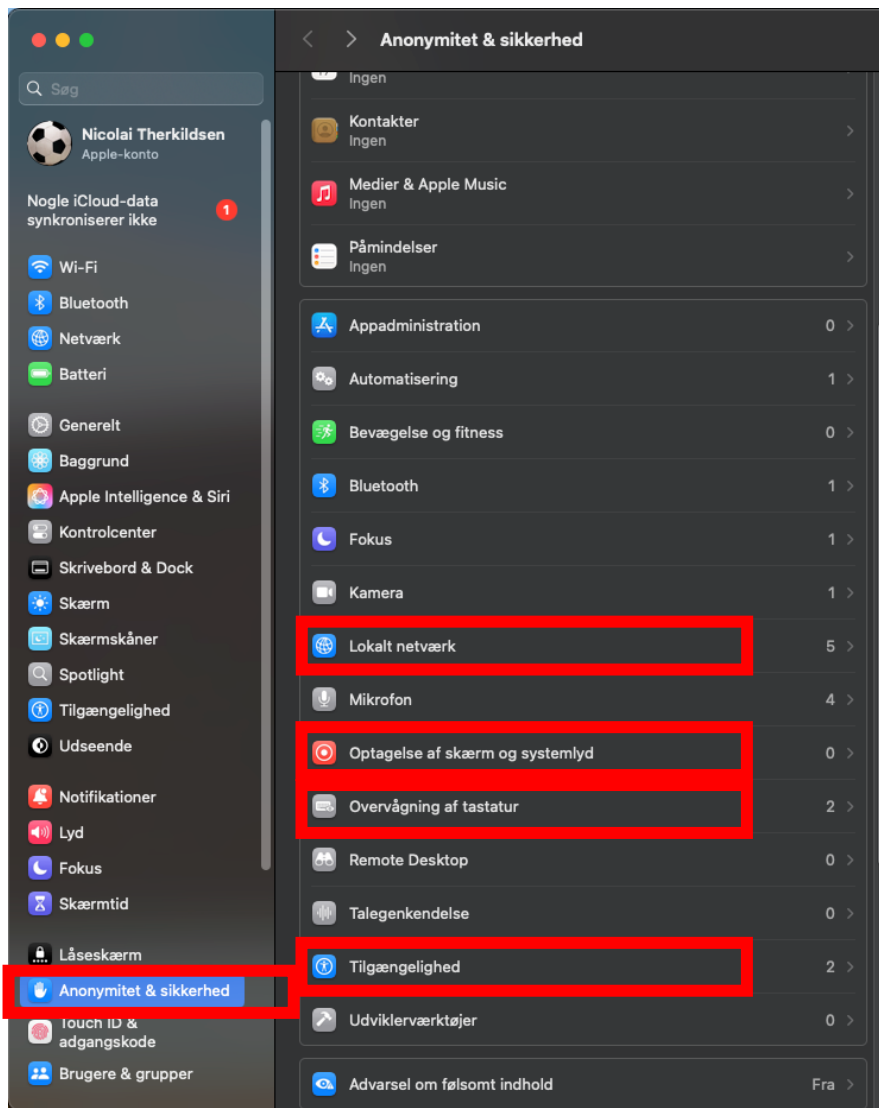 Søg
Nicolai Therkildsen
Apple-konto
Nogle iCloud-data
synkroniserer ikke
1
Wi-Fi
Bluetooth
Netværk
Batteri
Generelt
Baggrund
Apple Intelligence & Siri
Kontrolcenter
Skrivebord & Dock
Skærm
Skærmskåner
Spotlight
Tilgængelighed
Udseende
Notifikationer
Lyd
Fokus
Skærmtid
Låseskærm
Anonymitet & sikkerhed
Touch ID &
adgangskode
Brugere & grupper
Anonymitet & sikkerhed
Ingen
Kontakter
Ingen
Medier & Apple Music
Ingen
Påmindelser
Ingen
Appadministration 0
Automatisering 1
Bevægelse og fitness 0
Bluetooth 1
Fokus 1
Kamera 1
Lokalt netværk 5
Mikrofon 4
Optagelse af skærm og systemlyd 0
Overvågning af tastatur 2
Remote Desktop 0
Talegenkendelse 0
Tilgængelighed 2
Udviklerværktøjer 0
Advarsel om følsomt indhold Fra